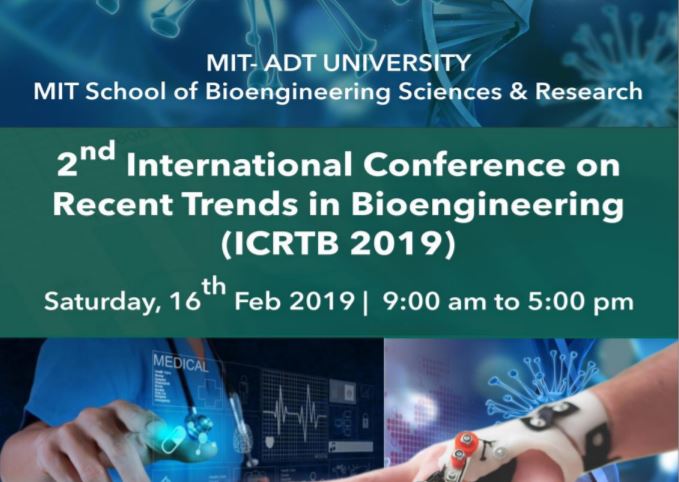 MIT- ADT UNIVERSITY
MIT School of Bioengineering Sciences & Research
2nd International Conference on
Recent Trends in Bioengineering
(ICRTB 2019)
Saturday, 16th Feb 2019 | 9:00 am to 5:00 pm
MEDICAL